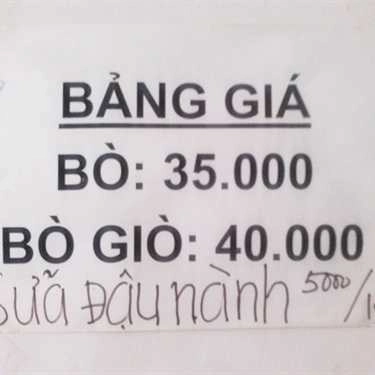 BẢNG GIÁ
BÒ: 35.000
BÒ GIÒ: 40.000
Sữa Đậu nành 5000/